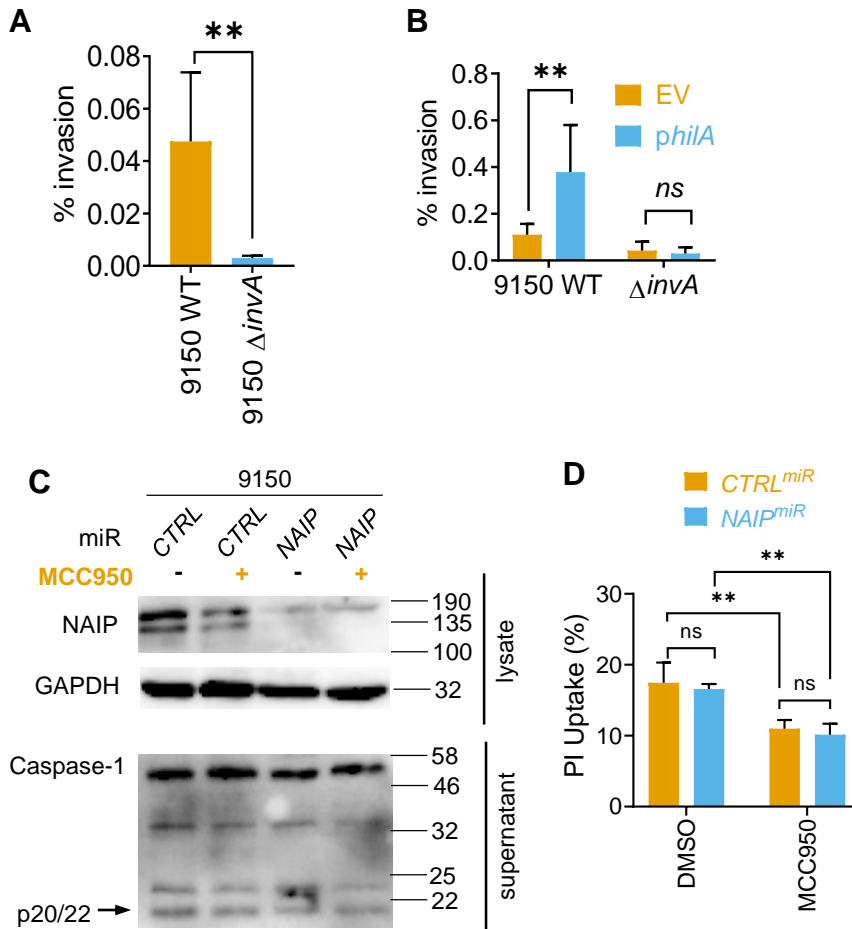 A
**
% invasion
0.08
0.06
0.04
0.02
0.00
9150 WT
9150 ΔinvA
B
**
EV
philA
ns
% invasion
0.8
0.6
0.4
0.2
0.0
9150 WT
ΔinvA
C
9150
miR
CTRL CTRL NAIP NAIP
MCC950 - + - +
NAIP
190
135
100
GAPDH
32
lysate
Caspase-1
58
46
32
25
22
p20/22
supernatant
D
CTRLmiR
NAIPmiR
**
**
ns
ns
PI Uptake (%)
30
20
10
0
DMSO
MCC950